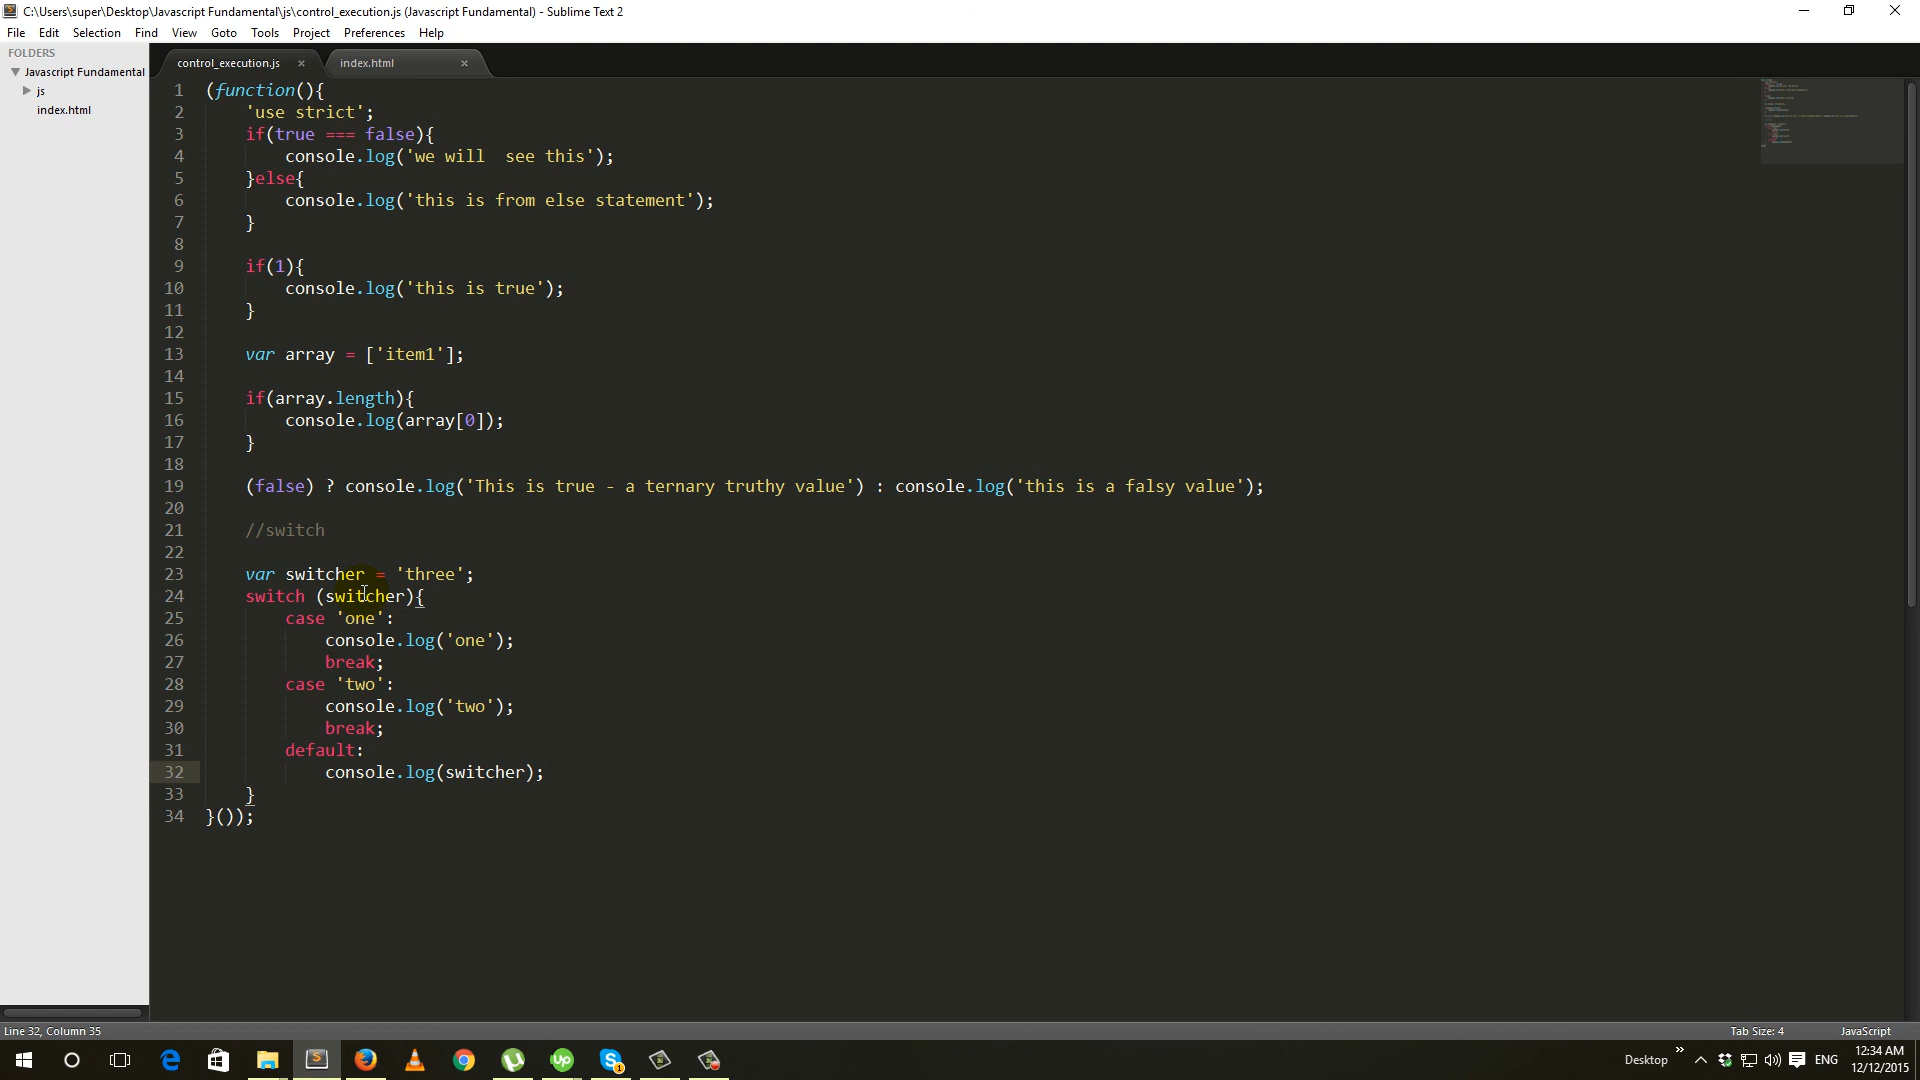 C:\Users\super\Desktop\Javascript Fundamental\js\control_execution.js (Javascript Fundamental) - Sublime Text 2
File Edit Selection Find View Goto Tools Project Preferences Help
FOLDERS
Javascript Fundamental
js
index.html
control_execution.js × index.html ×
1 (function(){
2 'use strict';
3 if(true === false){
4 console.log('we will  see this');
5 }else{
6 console.log('this is from else statement');
7 }
8
9 if(1){
10 console.log('this is true');
11 }
12
13 var array = ['item1'];
14
15 if(array.length){
16 console.log(array[0]);
17 }
18
19 (false) ? console.log('This is true - a ternary truthy value') : console.log('this is a falsy value');
20
21 //switch
22
23 var switcher = 'three';
24 switch (switcher){
25 case 'one':
26 console.log('one');
27 break;
28 case 'two':
29 console.log('two');
30 break;
31 default:
32 console.log(switcher);
33 }
34 }());
Line 32, Column 35 Tab Size: 4 JavaScript
Desktop » ENG 12:34 AM
12/12/2015